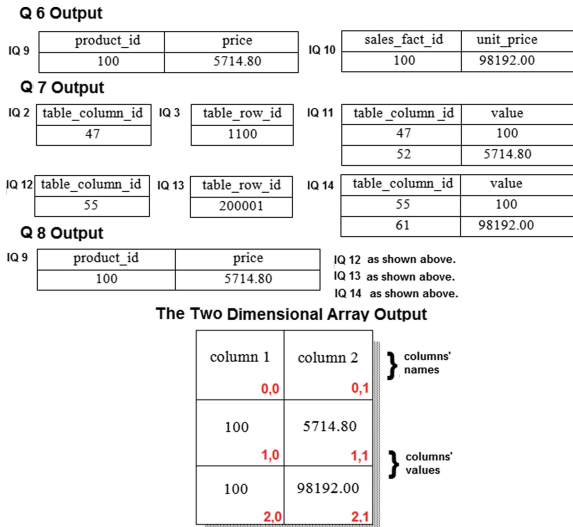 Q 6 Output
IQ 9 product_id price IQ 10 sales_fact_id unit_price
100 5714.80 100 98192.00
Q 7 Output
IQ 2 table_column_id IQ 3 table_row_id IQ 11 table_column_id value
47 1100 47 100
52 5714.80
IQ 12 table_column_id IQ 13 table_row_id IQ 14 table_column_id value
55 200001 55 100
61 98192.00
Q 8 Output
IQ 9 product_id price IQ 12 as shown above.
100 5714.80 IQ 13 as shown above.
IQ 14 as shown above.
The Two Dimensional Array Output
column 1 column 2 } columns' names
0,0 0,1
100 5714.80
1,0 1,1 } columns' values
100 98192.00
2,0 2,1